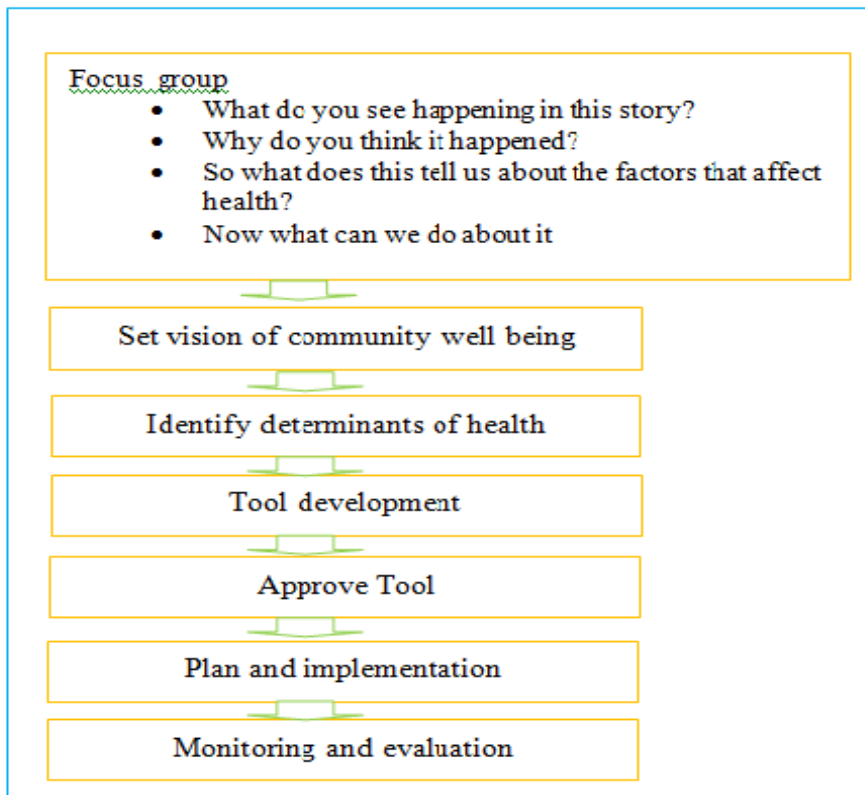 Focus group
• What do you see happening in this story?
• Why do you think it happened?
• So what does this tell us about the factors that affect
health?
• Now what can we do about it
Set vision of community well being
Identify determinants of health
Tool development
Approve Tool
Plan and implementation
Monitoring and evaluation